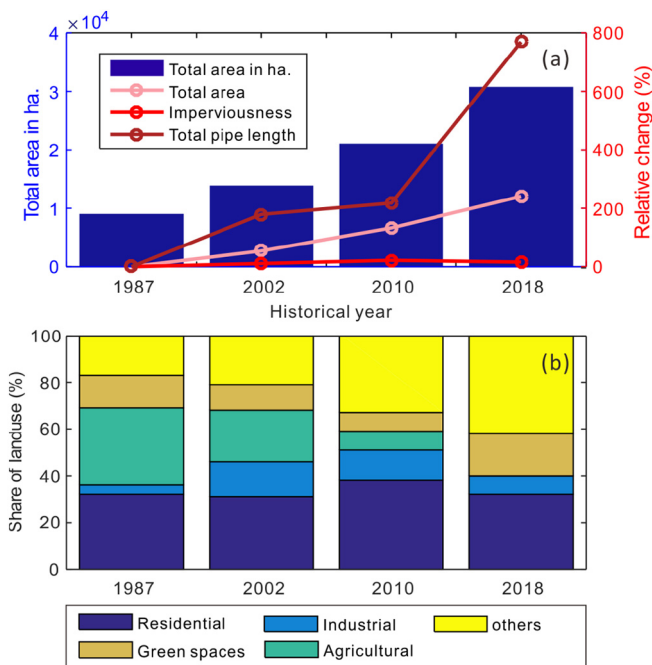 ×10⁴
4
3
2
1
0
Total area in ha.
800
600
400
200
0
Relative change (%)
(a)
Total area in ha.
Total area
Imperviousness
Total pipe length
1987 2002 2010 2018
Historical year
100
80
60
40
20
0
Share of landuse (%)
(b)
1987 2002 2010 2018
Residential Industrial others
Green spaces Agricultural